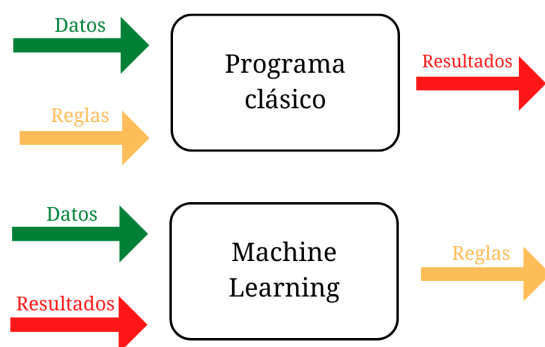 Datos
Reglas
Programa
clásico
Resultados
Datos
Resultados
Machine
Learning
Reglas